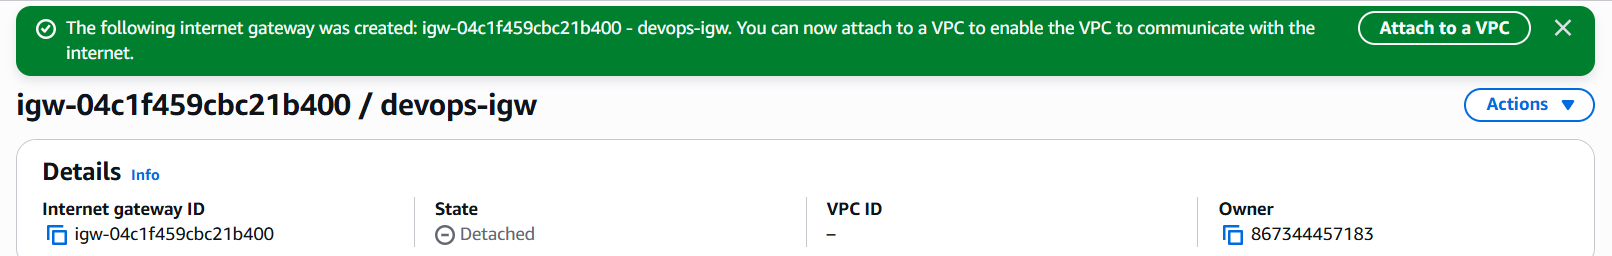 The following internet gateway was created: igw-04c1f459cbc21b400 - devops-igw. You can now attach to a VPC to enable the VPC to communicate with the
internet.
Attach to a VPC
igw-04c1f459cbc21b400 / devops-igw
Actions
Details Info
Internet gateway ID
igw-04c1f459cbc21b400
State
Detached
VPC ID
–
Owner
867344457183